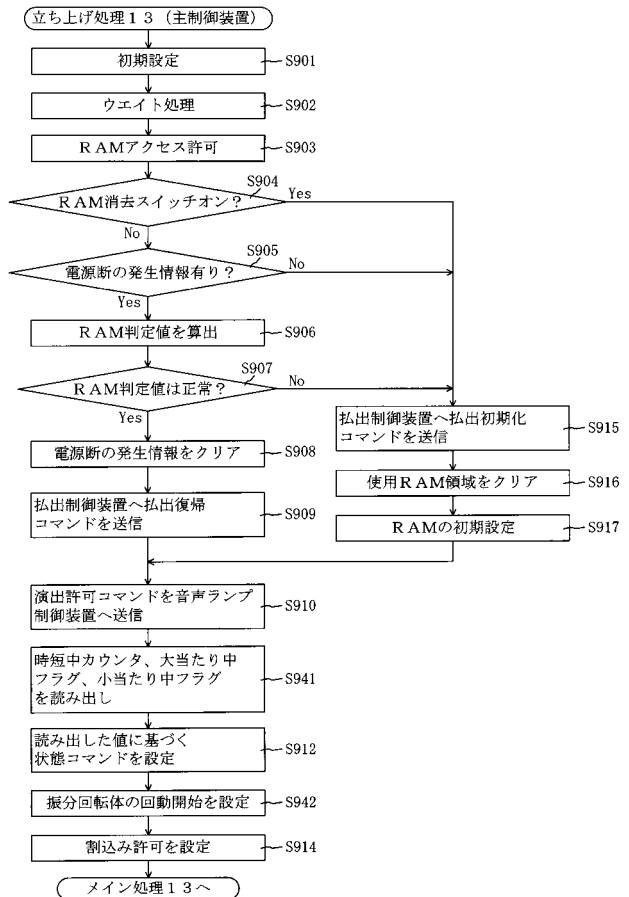 立ち上げ処理１３（主制御装置）
初期設定
S901
ウエイト処理
S902
ＲＡＭアクセス許可
S903
S904
ＲＡＭ消去スイッチオン？
Yes
No
S905
電源断の発生情報有り？
No
Yes
ＲＡＭ判定値を算出
S906
S907
ＲＡＭ判定値は正常？
No
Yes
電源断の発生情報をクリア
S908
払出制御装置へ払出復帰
コマンドを送信
S909
払出制御装置へ払出初期化
コマンドを送信
S915
使用ＲＡＭ領域をクリア
S916
ＲＡＭの初期設定
S917
演出許可コマンドを音声ランプ
制御装置へ送信
S910
時短中カウンタ、大当たり中
フラグ、小当たり中フラグ
を読み出し
S941
読み出した値に基づく
状態コマンドを設定
S912
振分回転体の回動開始を設定
S942
割込み許可を設定
S914
メイン処理１３へ